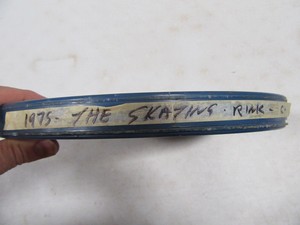 1975 - THE SKATING - RINK - C